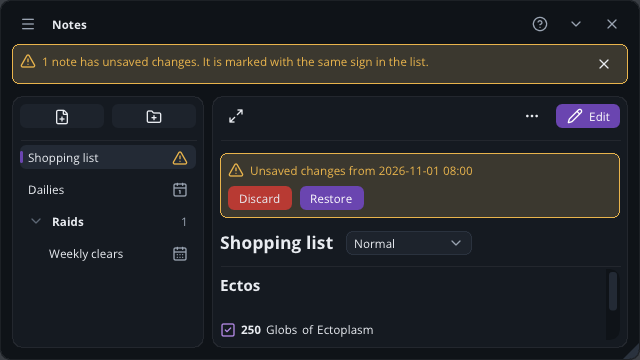 Notes
1 note has unsaved changes. It is marked with the same sign in the list.
Edit
Shopping list
Dailies
Raids 1
Weekly clears
Unsaved changes from 2026-11-01 08:00
Discard Restore
Shopping list Normal
Ectos
250 Globs of Ectoplasm